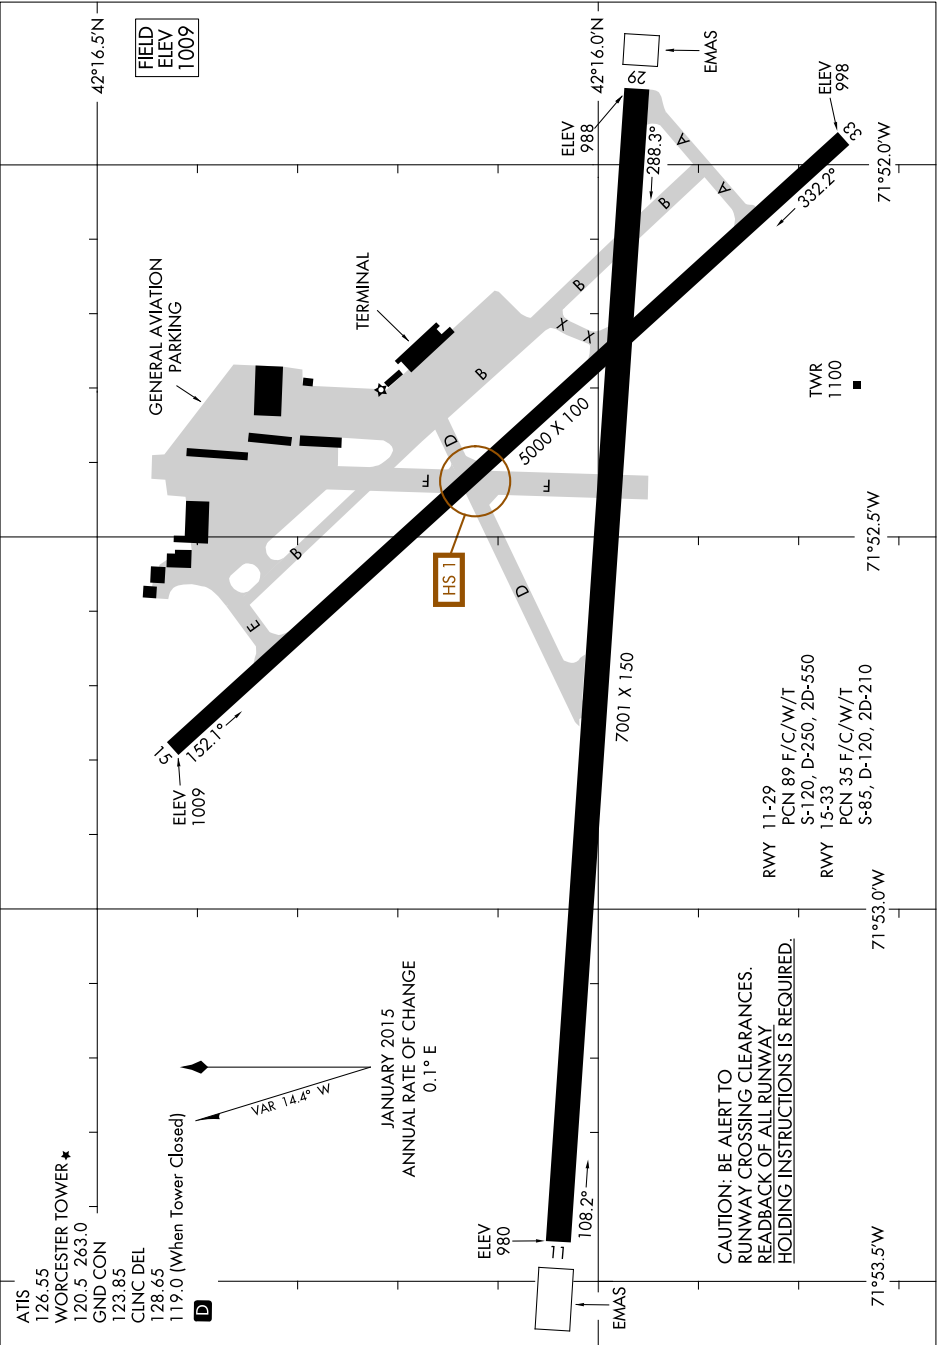 ATIS
126.55
WORCESTER TOWER
120.5 263.0
GND CON
123.85
CLNC DEL
128.65
119.0 (When Tower Closed)
D
VAR 14.4° W
JANUARY 2015
ANNUAL RATE OF CHANGE
0.1° E
FIELD
ELEV
1009
42°16.5'N
42°16.0'N
GENERAL AVIATION
PARKING
TERMINAL
ELEV
1009
15
152.1°
E
B
HS 1
F
D
F
D
B
5000 X 100
X
X
B
B
A
A
ELEV
988
29
288.3°
EMAS
ELEV
998
33
332.2°
TWR
1100
7001 X 150
ELEV
980
11
108.2°
EMAS
RWY 11-29
PCN 89 F/C/W/T
S-120, D-250, 2D-550
RWY 15-33
PCN 35 F/C/W/T
S-85, D-120, 2D-210
CAUTION: BE ALERT TO
RUNWAY CROSSING CLEARANCES.
READBACK OF ALL RUNWAY
HOLDING INSTRUCTIONS IS REQUIRED.
71°53.5'W
71°53.0'W
71°52.5'W
71°52.0'W